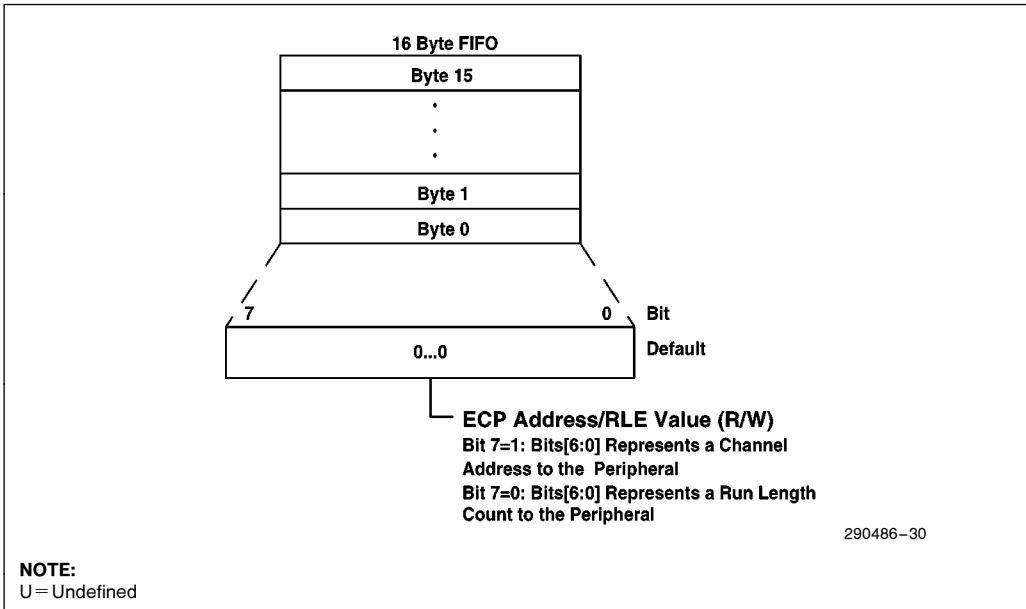 16 Byte FIFO
Byte 15
.
.
.
Byte 1
Byte 0
7 0 Bit
0...0 Default
ECP Address/RLE Value (R/W)
Bit 7=1: Bits[6:0] Represents a Channel
Address to the Peripheral
Bit 7=0: Bits[6:0] Represents a Run Length
Count to the Peripheral
290486–30
NOTE:
U=Undefined